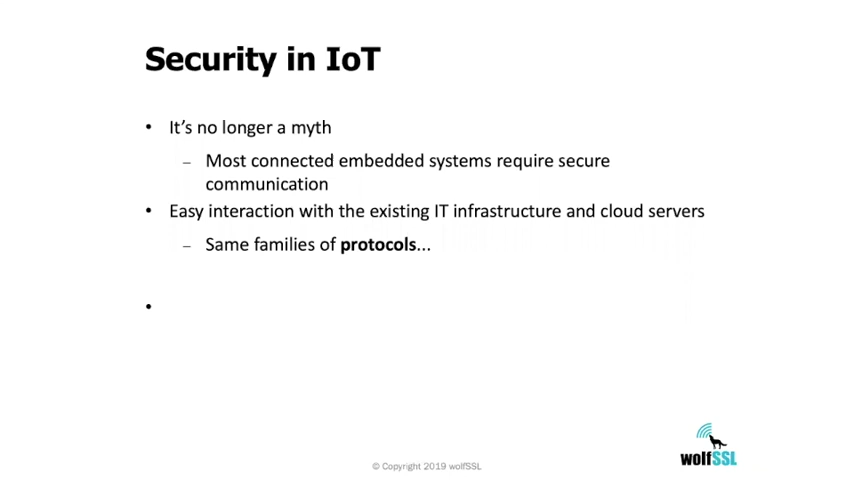 Security in IoT
• It's no longer a myth
– Most connected embedded systems require secure
communication
• Easy interaction with the existing IT infrastructure and cloud servers
– Same families of protocols...
•
© Copyright 2019 wolfSSL
wolfSSL